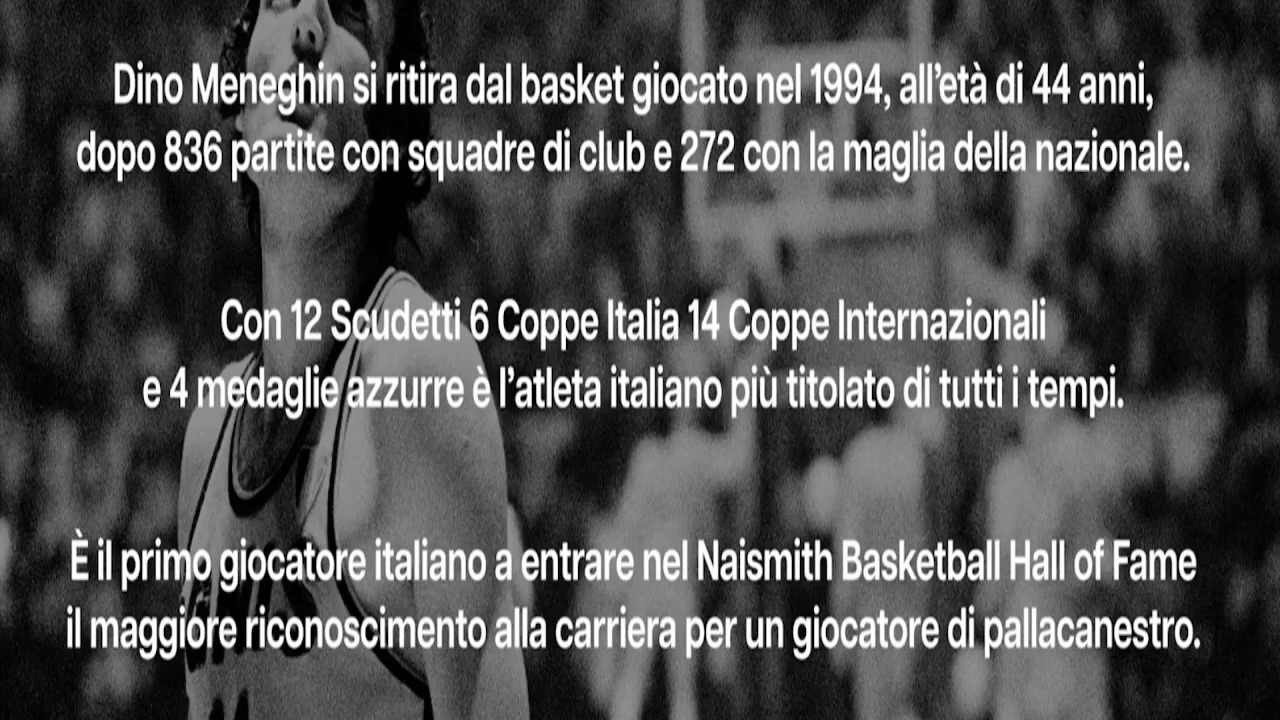 Dino Meneghin si ritira dal basket giocato nel 1994, all’età di 44 anni,
dopo 836 partite con squadre di club e 272 con la maglia della nazionale.
Con 12 Scudetti 6 Coppe Italia 14 Coppe Internazionali
e 4 medaglie azzurre è l’atleta italiano più titolato di tutti i tempi.
È il primo giocatore italiano a entrare nel Naismith Basketball Hall of Fame
il maggiore riconoscimento alla carriera per un giocatore di pallacanestro.